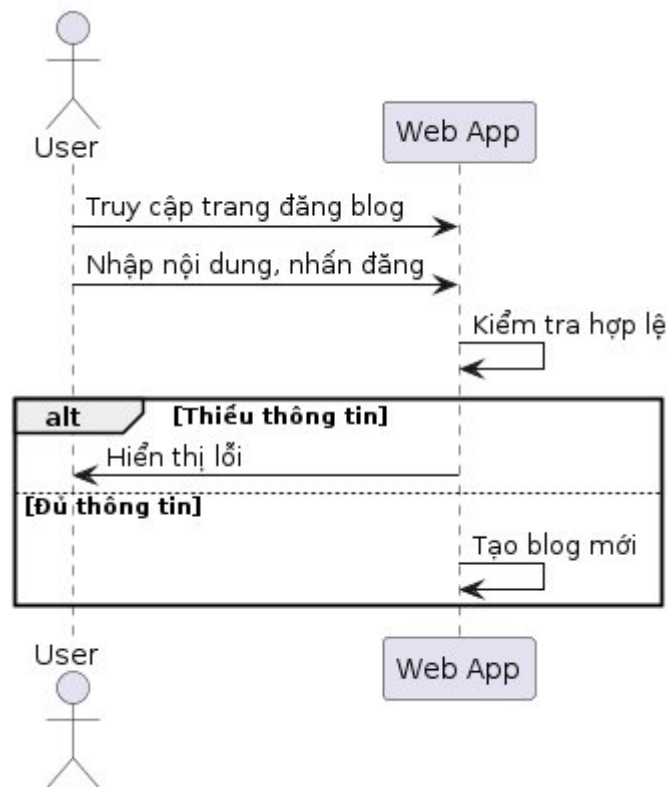 User
Web App
Truy cập trang đăng blog
Nhập nội dung, nhấn đăng
Kiểm tra hợp lệ
alt [Thiếu thông tin]
Hiển thị lỗi
[Đủ thông tin]
Tạo blog mới
User
Web App